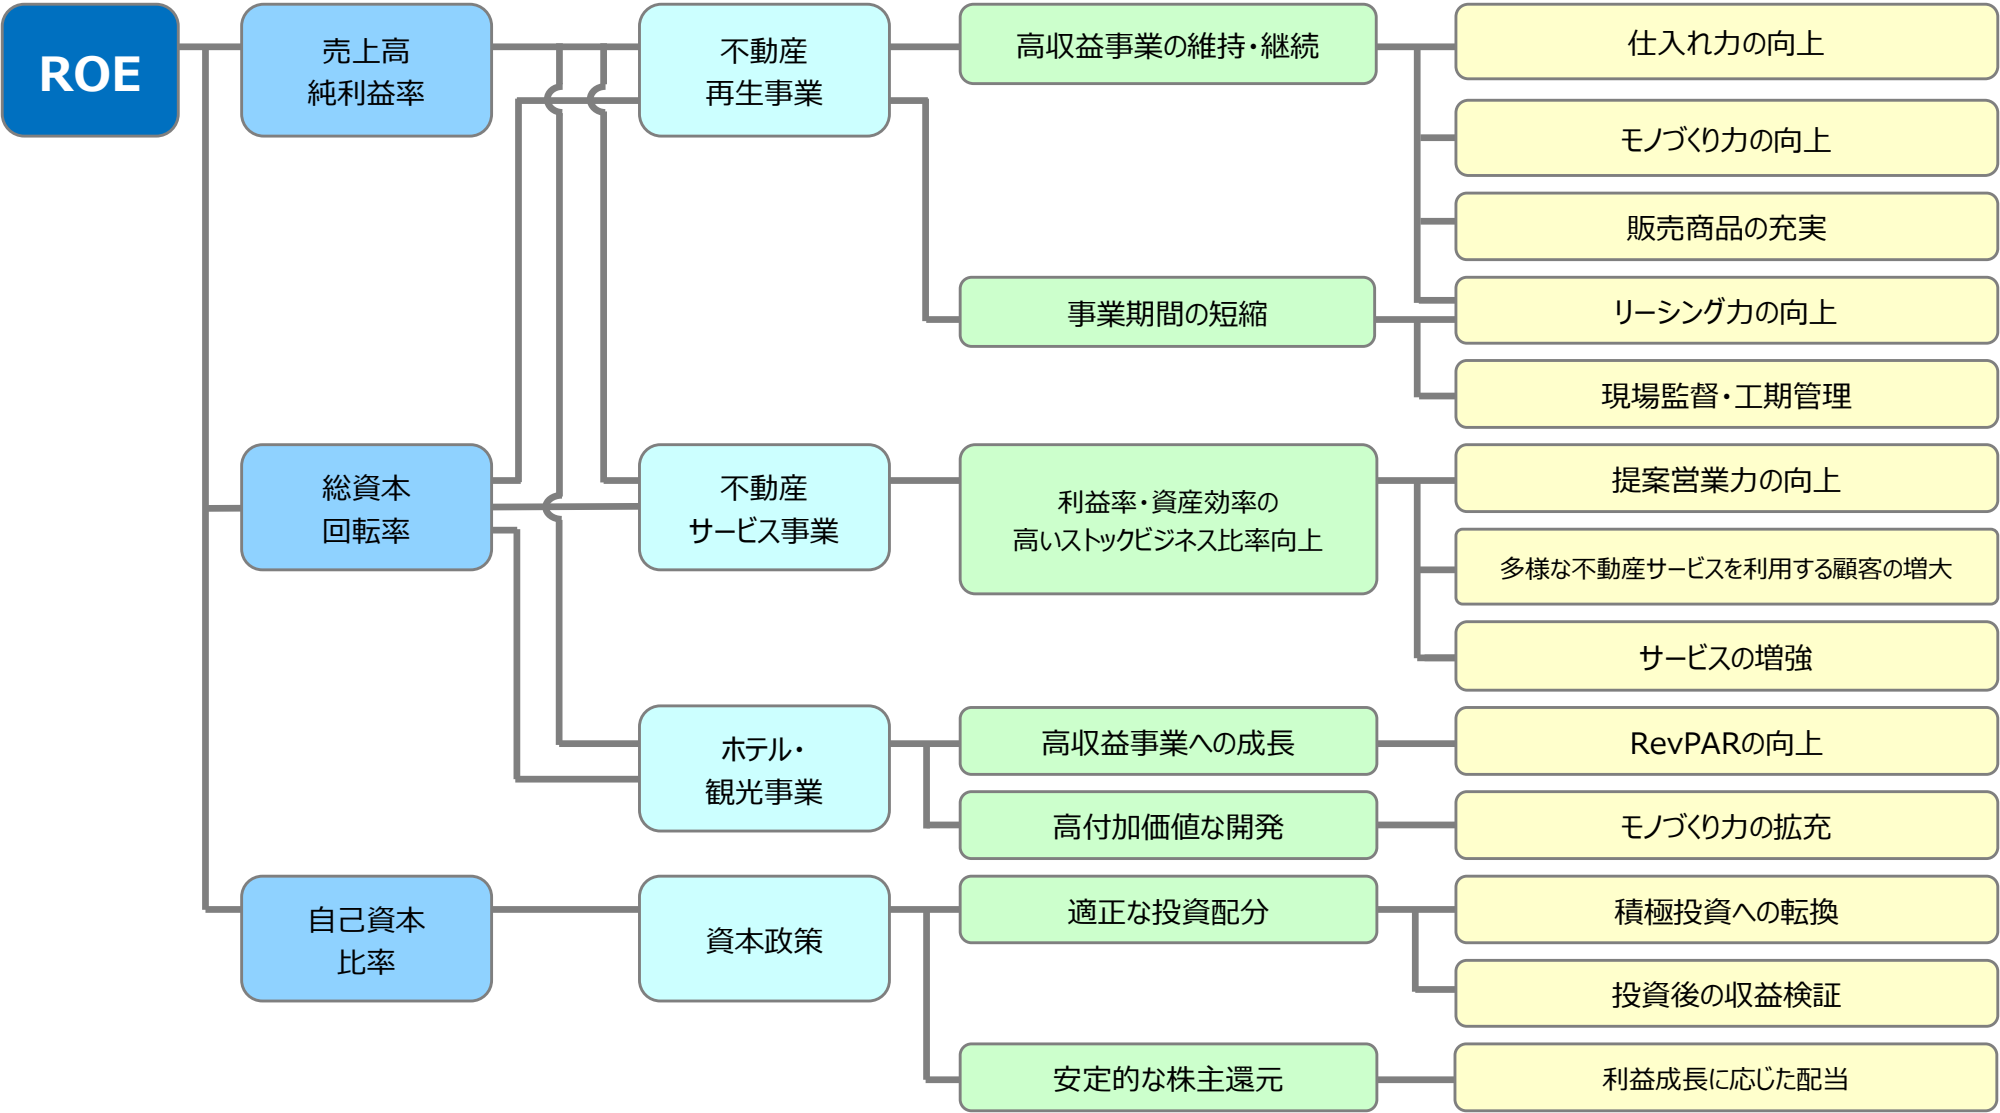 ROE
売上高
純利益率
不動産
再生事業
高収益事業の維持・継続
仕入れ力の向上
モノづくり力の向上
販売商品の充実
事業期間の短縮
リーシング力の向上
現場監督・工期管理
総資本
回転率
不動産
サービス事業
利益率・資産効率の
高いストックビジネス比率向上
提案営業力の向上
多様な不動産サービスを利用する顧客の増大
サービスの増強
ホテル・
観光事業
高収益事業への成長
RevPARの向上
高付加価値な開発
モノづくり力の拡充
自己資本
比率
資本政策
適正な投資配分
積極投資への転換
投資後の収益検証
安定的な株主還元
利益成長に応じた配当